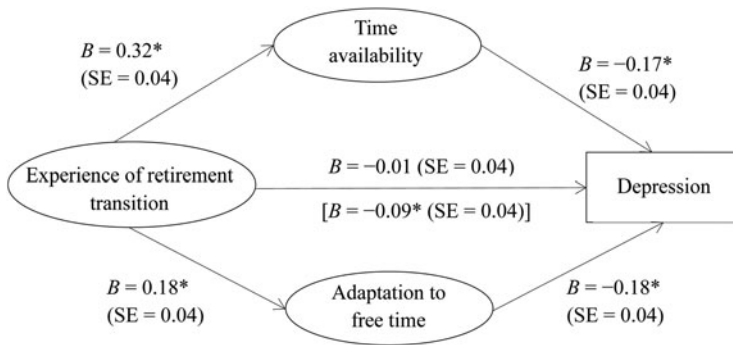 Time
availability
B = 0.32*
(SE = 0.04)
B = −0.17*
(SE = 0.04)
Experience of retirement
transition
B = −0.01 (SE = 0.04)
[B = −0.09* (SE = 0.04)]
Depression
B = 0.18*
(SE = 0.04)
Adaptation to
free time
B = −0.18*
(SE = 0.04)